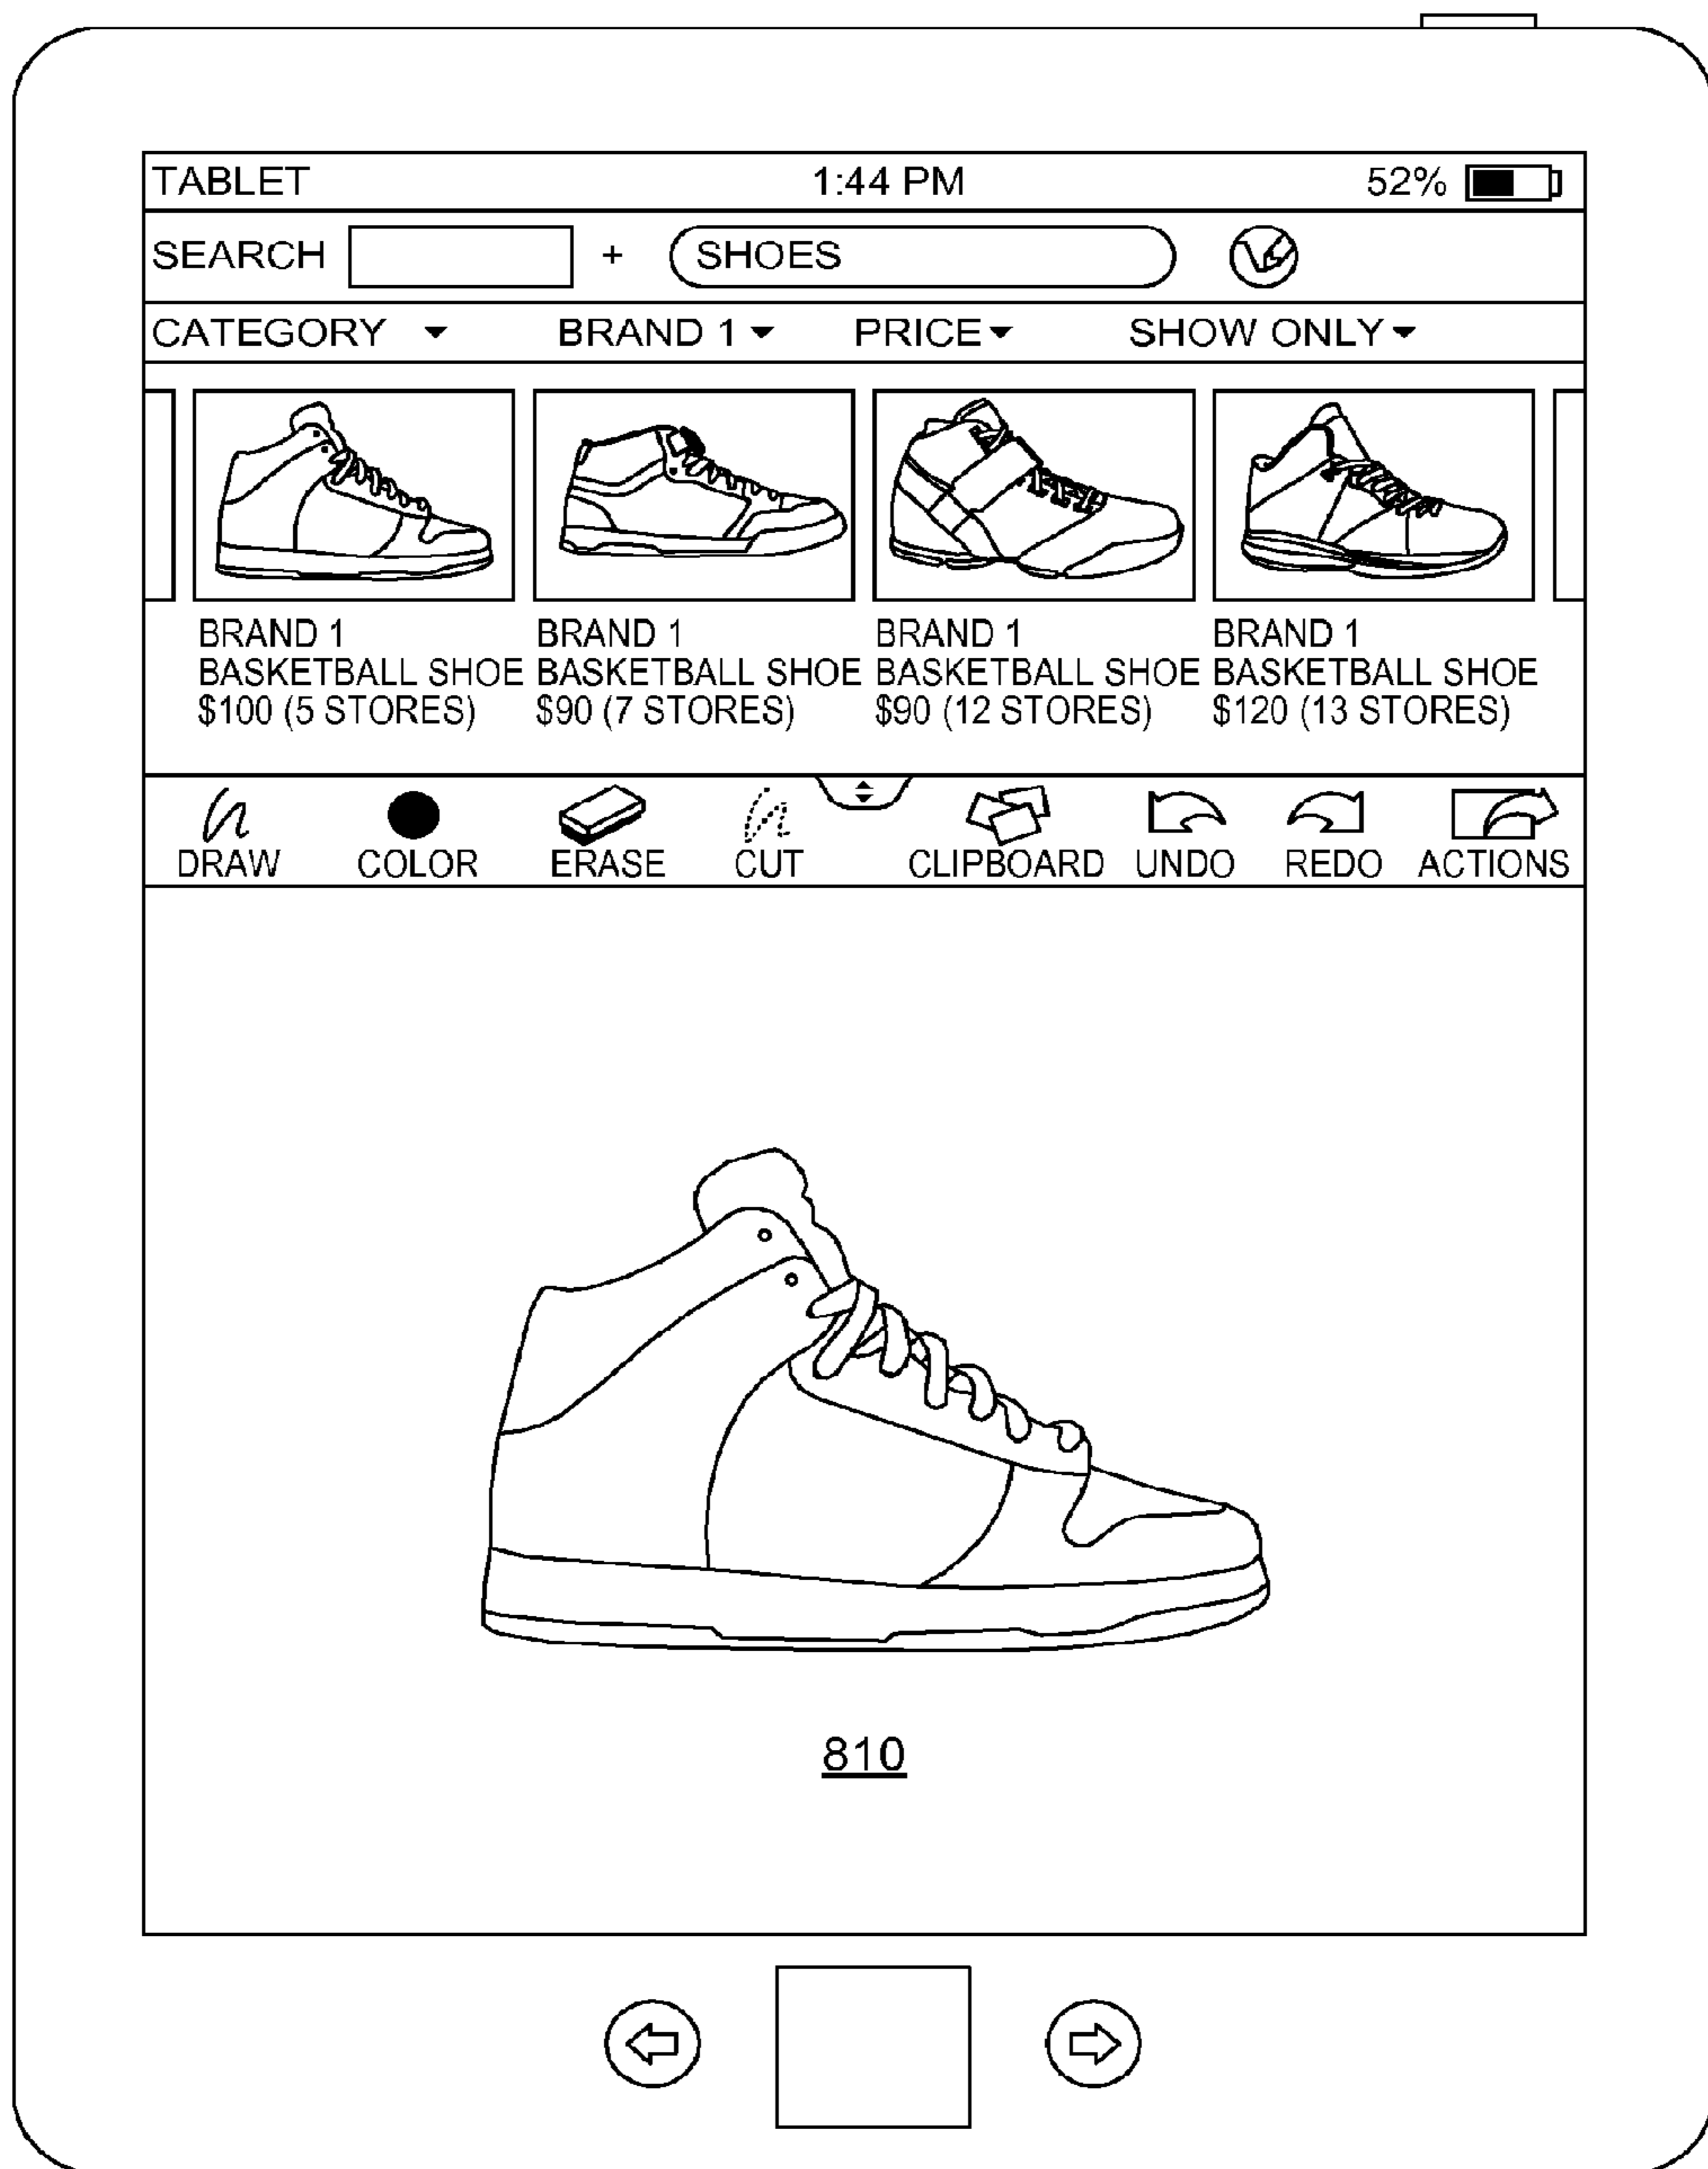 TABLET 1:44 PM 52%
SEARCH + SHOES
CATEGORY BRAND 1 PRICE SHOW ONLY
BRAND 1 BRAND 1 BRAND 1 BRAND 1
BASKETBALL SHOE BASKETBALL SHOE BASKETBALL SHOE BASKETBALL SHOE
$100 (5 STORES) $90 (7 STORES) $90 (12 STORES) $120 (13 STORES)
DRAW COLOR ERASE CUT CLIPBOARD UNDO REDO ACTIONS
810